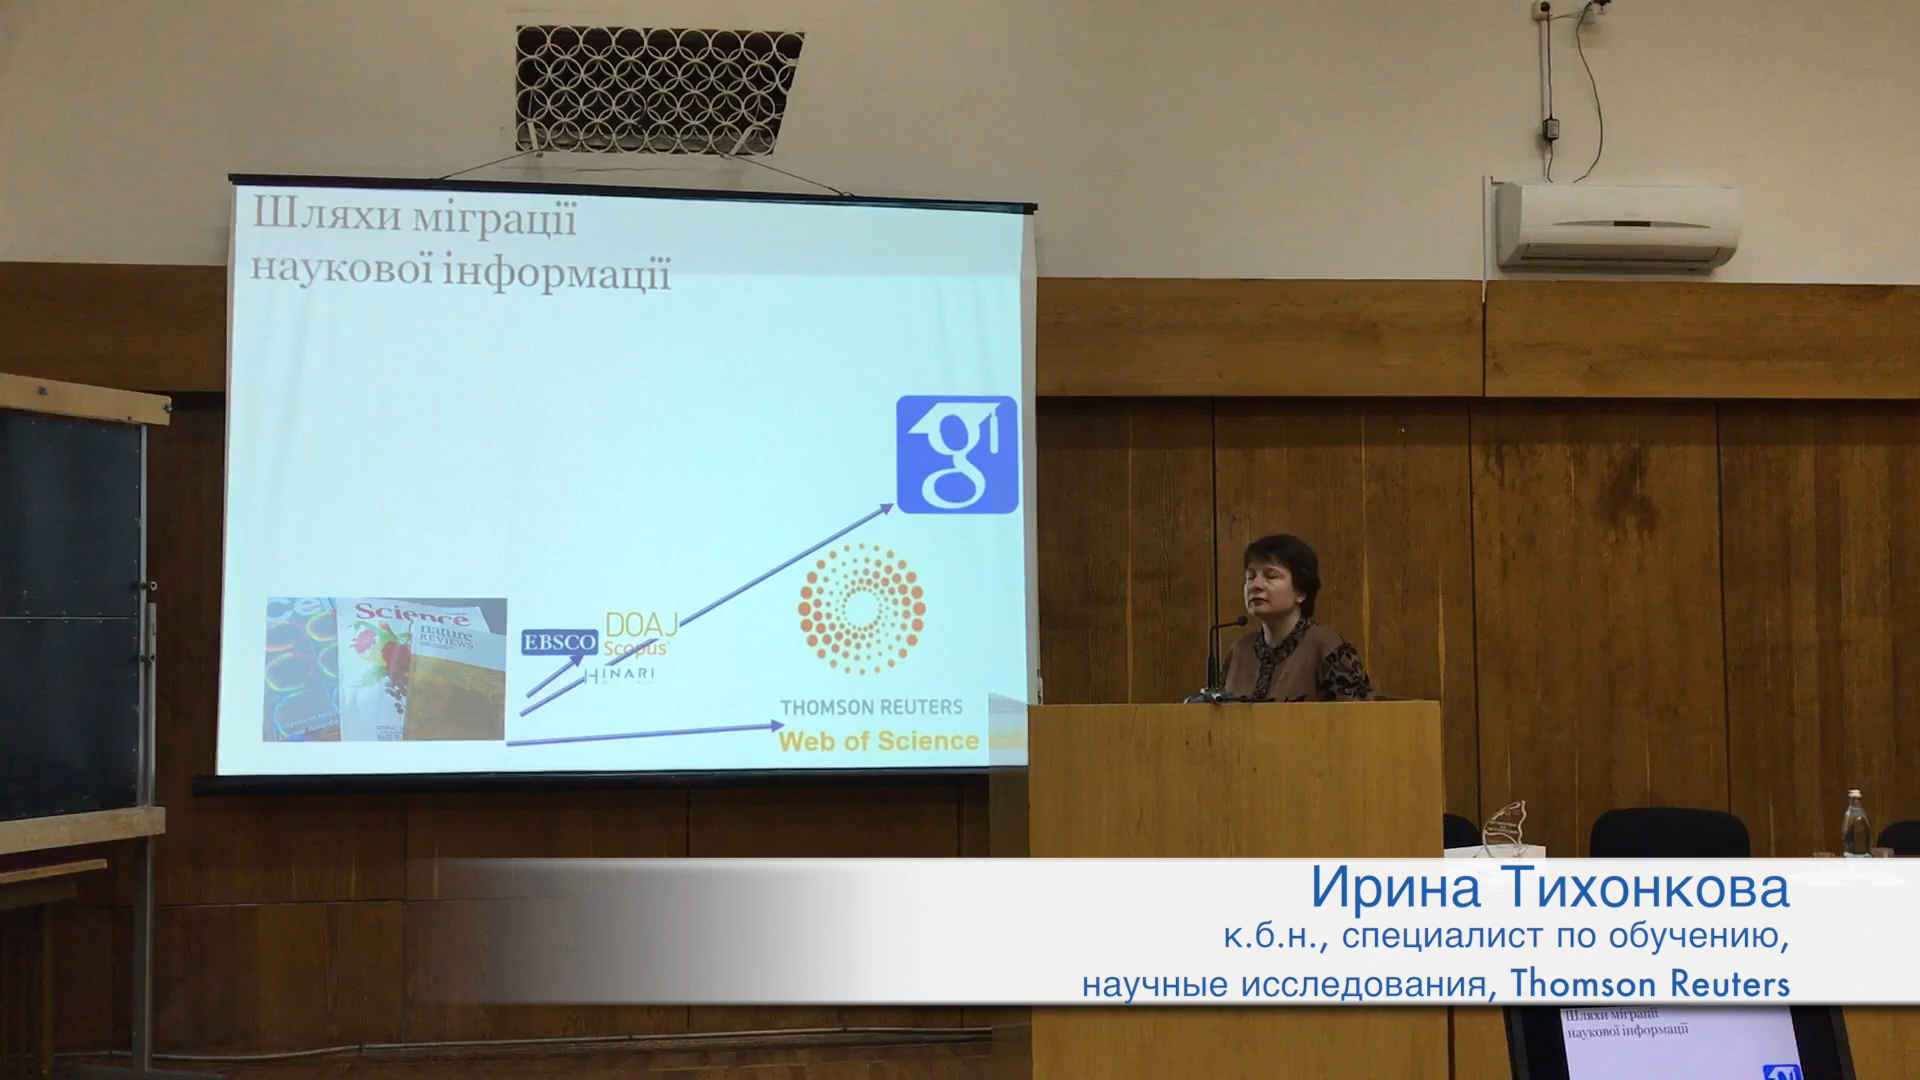 Шляхи міграції
наукової інформації
Science
nature
REVIEWS
EBSCO
DOAJ
Scopus
HINARI
THOMSON REUTERS
Web of Science
Ирина Тихонкова
к.б.н., специалист по обучению,
научные исследования, Thomson Reuters
Шляхи міграції
наукової інформації